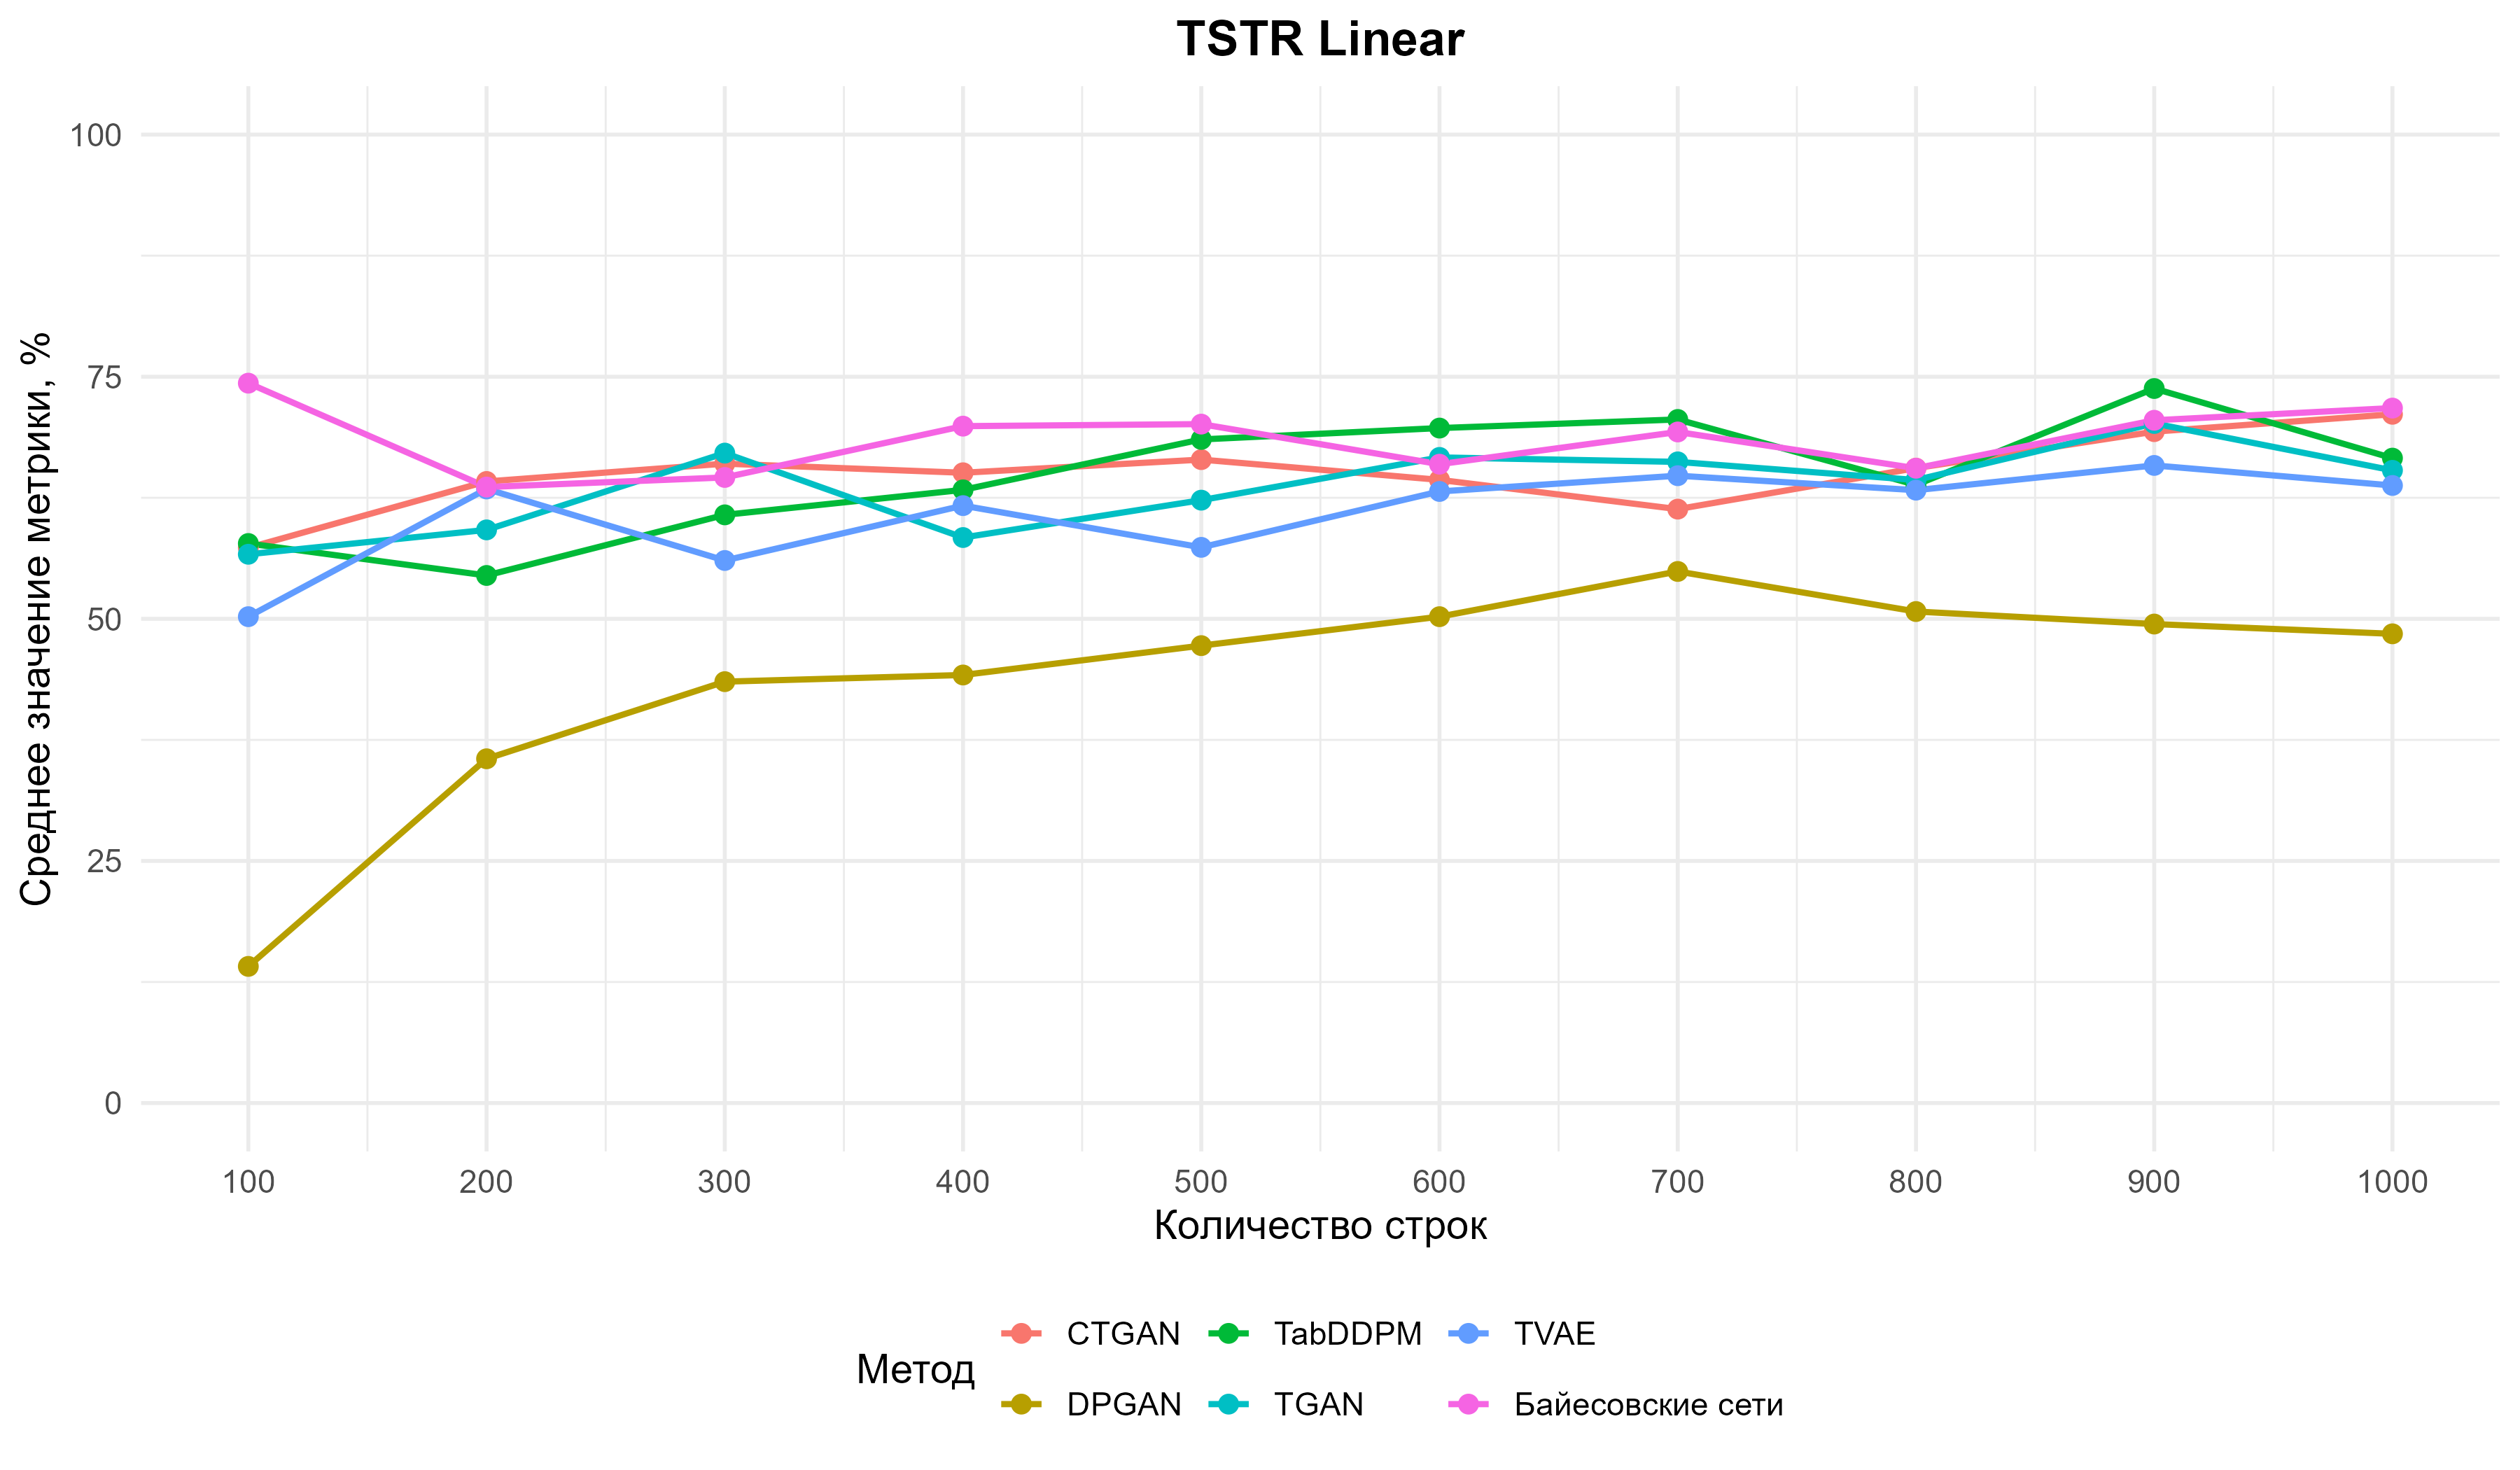 TSTR Linear
Среднее значение метрики, %
100
75
50
25
0
100 200 300 400 500 600 700 800 900 1000
Количество строк
Метод
CTGAN TabDDPM TVAE
DPGAN TGAN Байесовские сети